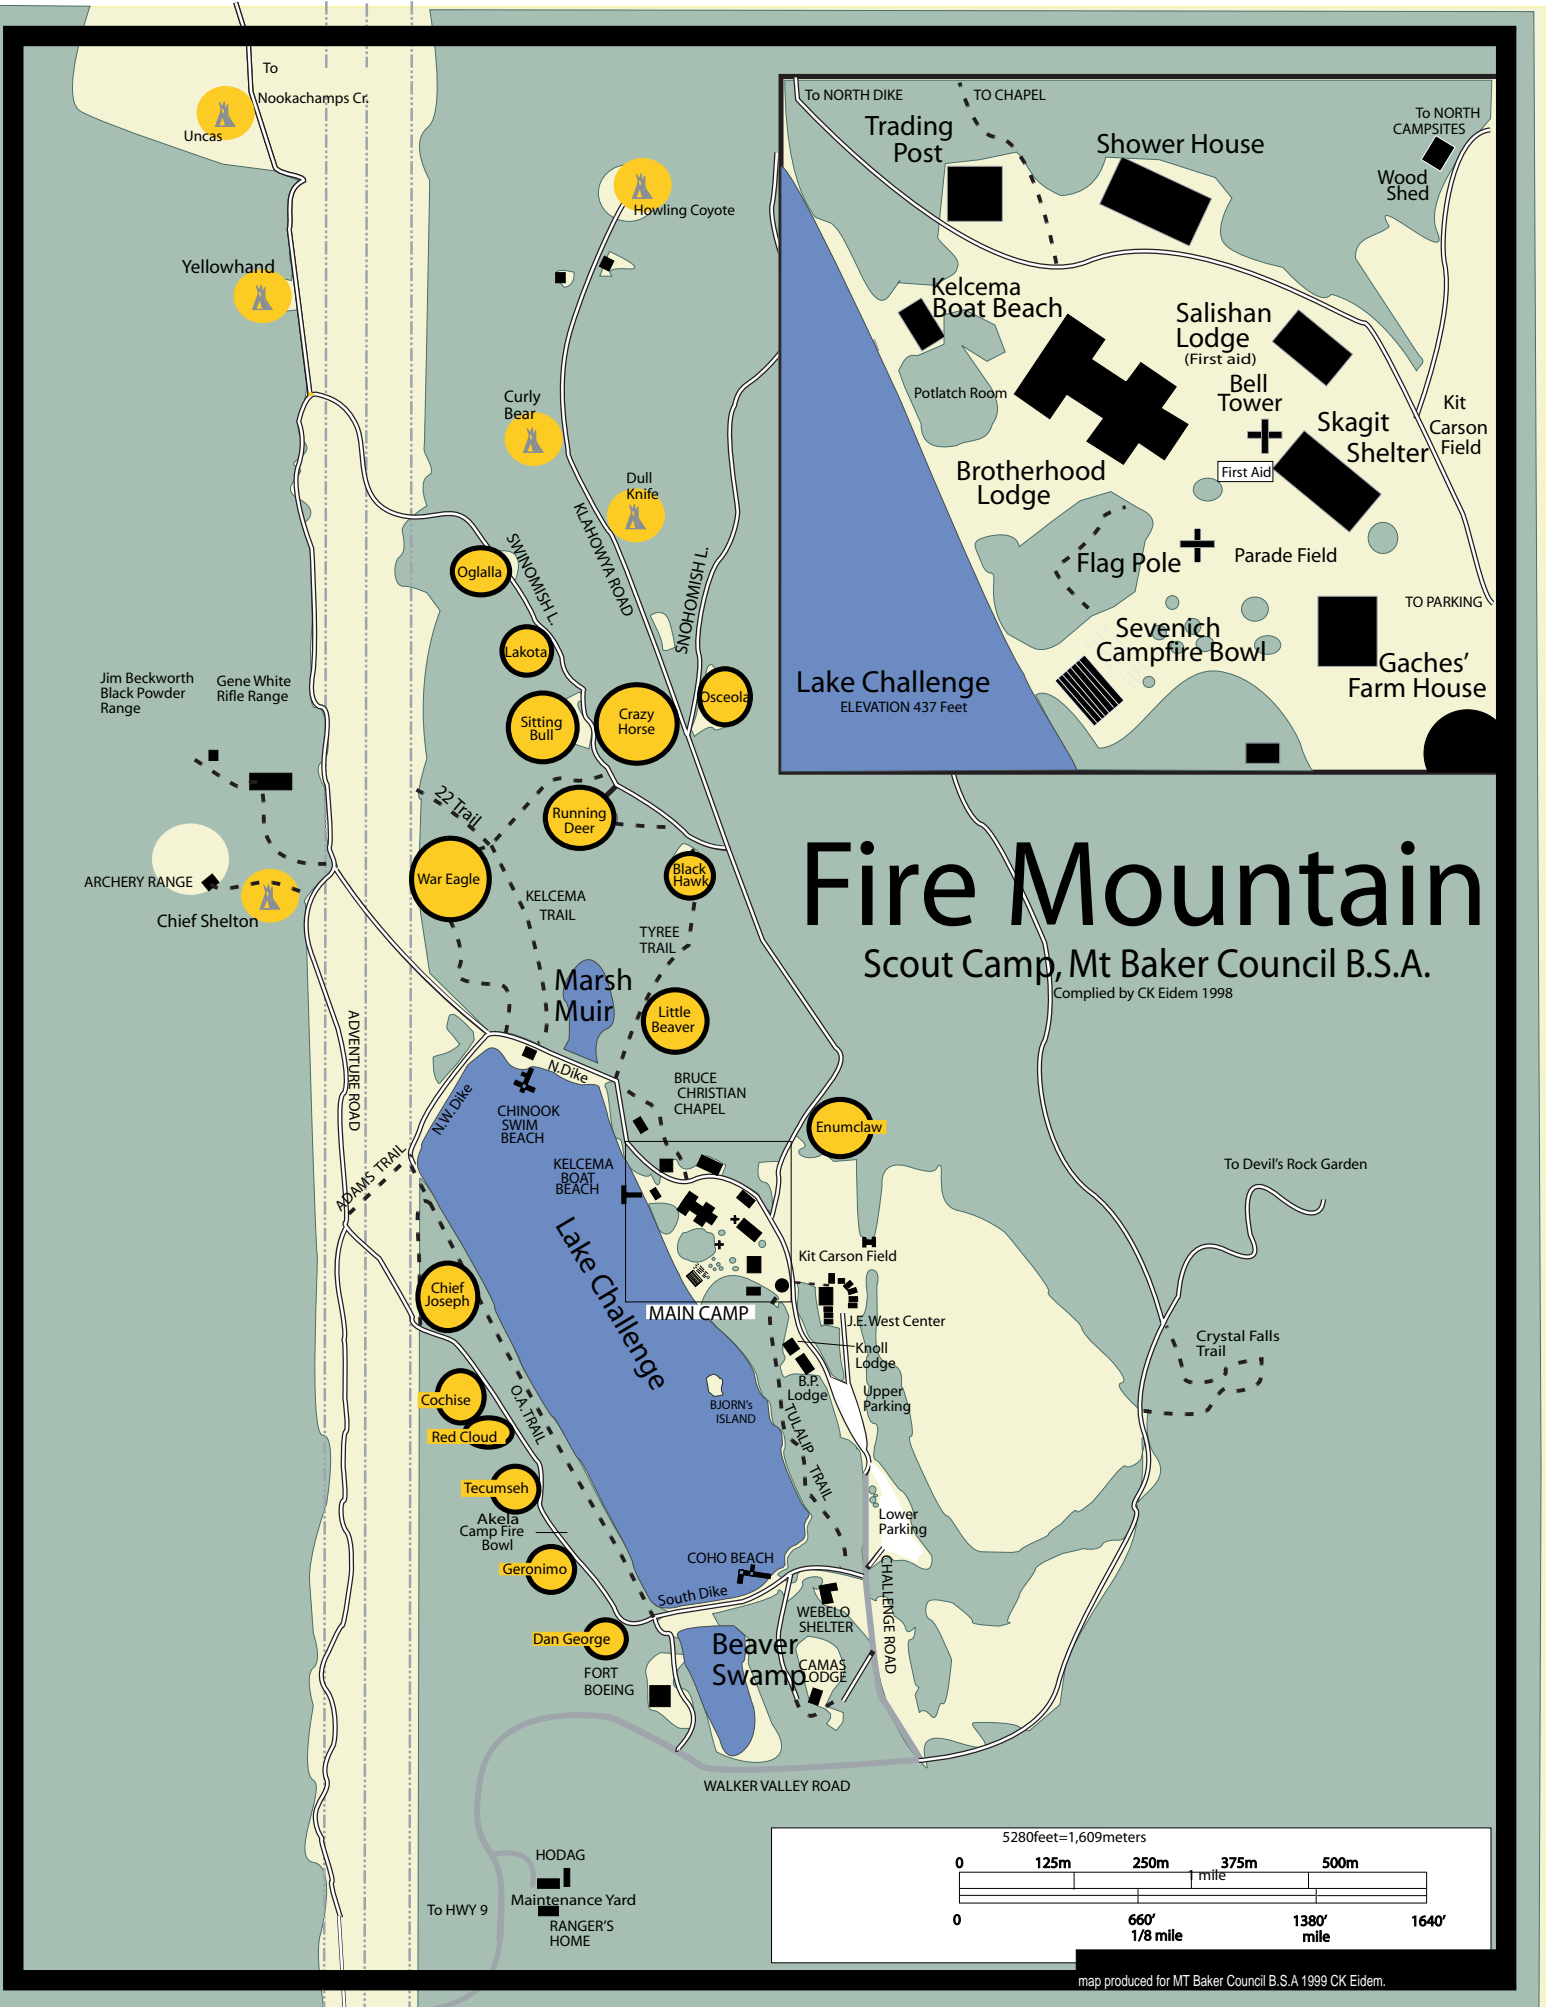 To
Nookachamps Cr.
Uncas
Howling Coyote
Yellowhand
Curly
Bear
Dull
Knife
SWINOMISH L.
KLAHOWYA ROAD
SNOHOMISH L.
Oglalla
Lakota
Sitting
Bull
Crazy
Horse
Osceola
Jim Beckworth
Black Powder
Range
Gene White
Rifle Range
22 Trail
Running
Deer
War Eagle
Black
Hawk
ARCHERY RANGE
Chief Shelton
KELCEMA
TRAIL
TYREE
TRAIL
Marsh
Muir
Little
Beaver
ADVENTURE ROAD
N.W. Dike
N.Dike
ADAMS TRAIL
CHINOOK
SWIM
BEACH
BRUCE
CHRISTIAN
CHAPEL
Enumclaw
KELCEMA
BOAT
BEACH
Lake Challenge
Kit Carson Field
MAIN CAMP
J.E. West Center
Knoll
Lodge
B.P.
Lodge
Upper
Parking
BJORN's
ISLAND
TULALIP TRAIL
Chief
Joseph
Cochise
Red Cloud
O.A. TRAIL
Tecumseh
Akela
Camp Fire
Bowl
Geronimo
Dan George
Lower
Parking
COHO BEACH
South Dike
CHALLENGE ROAD
WEBELO
SHELTER
Beaver
Swamp
CAMAS
LODGE
FORT
BOEING
WALKER VALLEY ROAD
To Devil's Rock Garden
Crystal Falls
Trail
HODAG
Maintenance Yard
To HWY 9
RANGER'S
HOME
To NORTH DIKE
TO CHAPEL
Trading
Post
Shower House
To NORTH
CAMPSITES
Wood
Shed
Kelcema
Boat Beach
Salishan
Lodge
(First aid)
Potlatch Room
Bell
Tower
Skagit
Shelter
Kit
Carson
Field
Brotherhood
Lodge
First Aid
Flag Pole
Parade Field
TO PARKING
Sevenich
Campfire Bowl
Gaches'
Farm House
Lake Challenge
ELEVATION 437 Feet
Fire Mountain
Scout Camp, Mt Baker Council B.S.A.
Complied by CK Eidem 1998
5280feet=1,609meters
0 125m 250m 375m 500m
1 mile
0 660' 1380' 1640'
1/8 mile mile
map produced for MT Baker Council B.S.A 1999 CK Eidem.